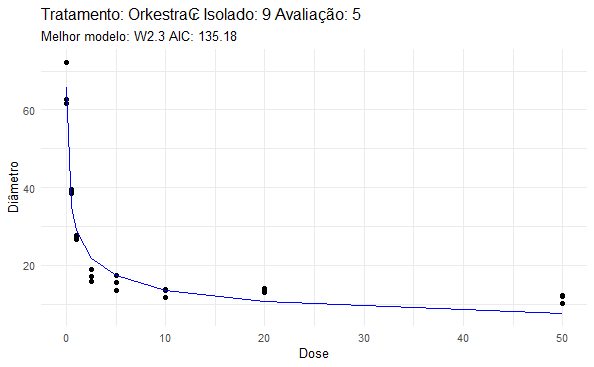 Tratamento: Orkestra₢ Isolado: 9 Avaliação: 5
Melhor modelo: W2.3 AIC: 135.18
Diâmetro
60
40
20
0 10 20 30 40 50
Dose